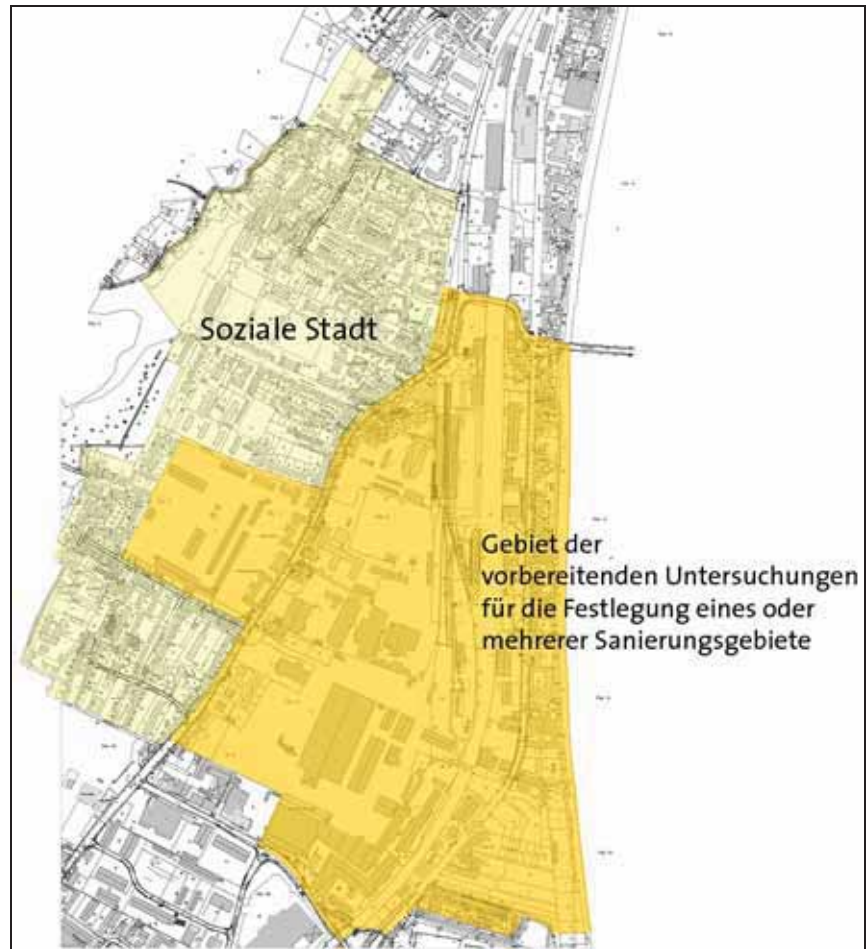 Soziale Stadt
Gebiet der
vorbereitenden Untersuchungen
für die Festlegung eines oder
mehrerer Sanierungsgebiete